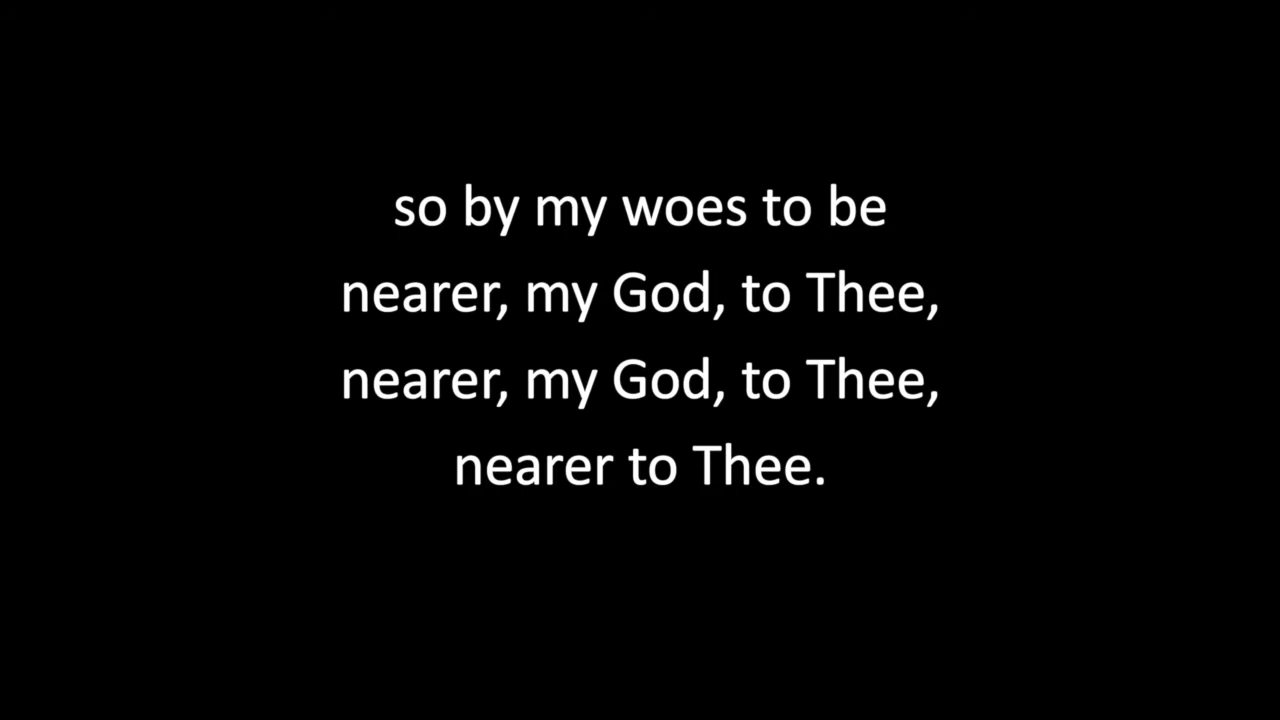 so by my woes to be
nearer, my God, to Thee,
nearer, my God, to Thee,
nearer to Thee.